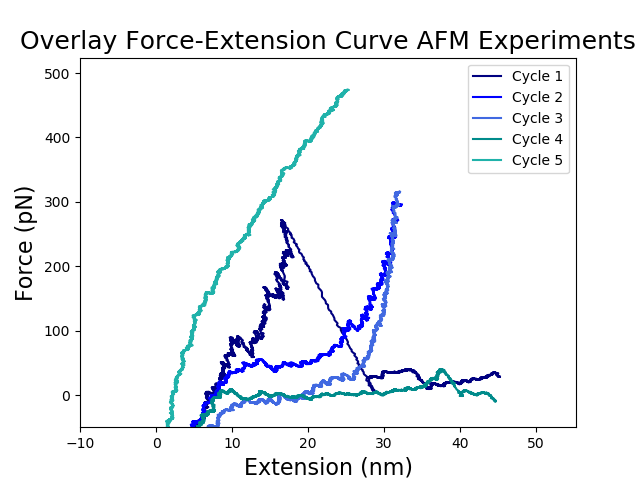 Overlay Force-Extension Curve AFM Experiments
Force (pN)
500
400
300
200
100
0
−10
0
10
20
30
40
50
Extension (nm)
Cycle 1
Cycle 2
Cycle 3
Cycle 4
Cycle 5